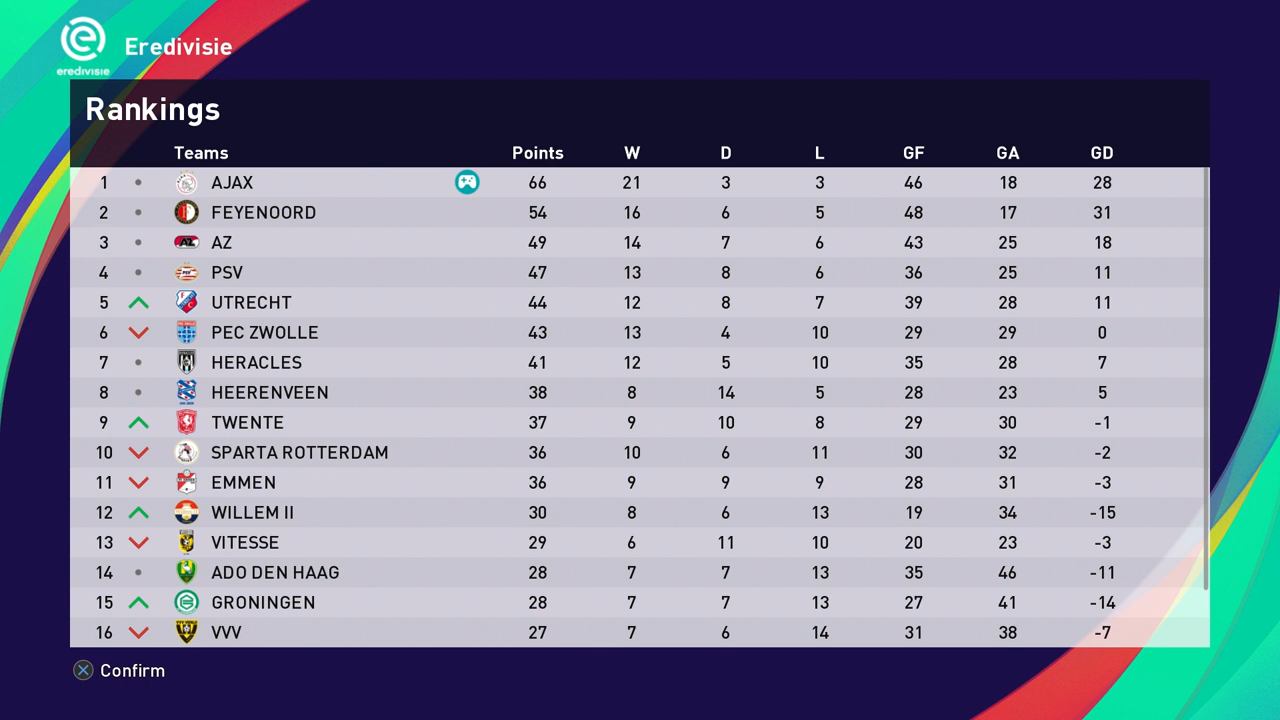 eredivisie
Eredivisie
Rankings
Teams Points W D L GF GA GD
1 AJAX 66 21 3 3 46 18 28
2 FEYENOORD 54 16 6 5 48 17 31
3 AZ 49 14 7 6 43 25 18
4 PSV 47 13 8 6 36 25 11
5 UTRECHT 44 12 8 7 39 28 11
6 PEC ZWOLLE 43 13 4 10 29 29 0
7 HERACLES 41 12 5 10 35 28 7
8 HEERENVEEN 38 8 14 5 28 23 5
9 TWENTE 37 9 10 8 29 30 -1
10 SPARTA ROTTERDAM 36 10 6 11 30 32 -2
11 EMMEN 36 9 9 9 28 31 -3
12 WILLEM II 30 8 6 13 19 34 -15
13 VITESSE 29 6 11 10 20 23 -3
14 ADO DEN HAAG 28 7 7 13 35 46 -11
15 GRONINGEN 28 7 7 13 27 41 -14
16 VVV 27 7 6 14 31 38 -7
Confirm